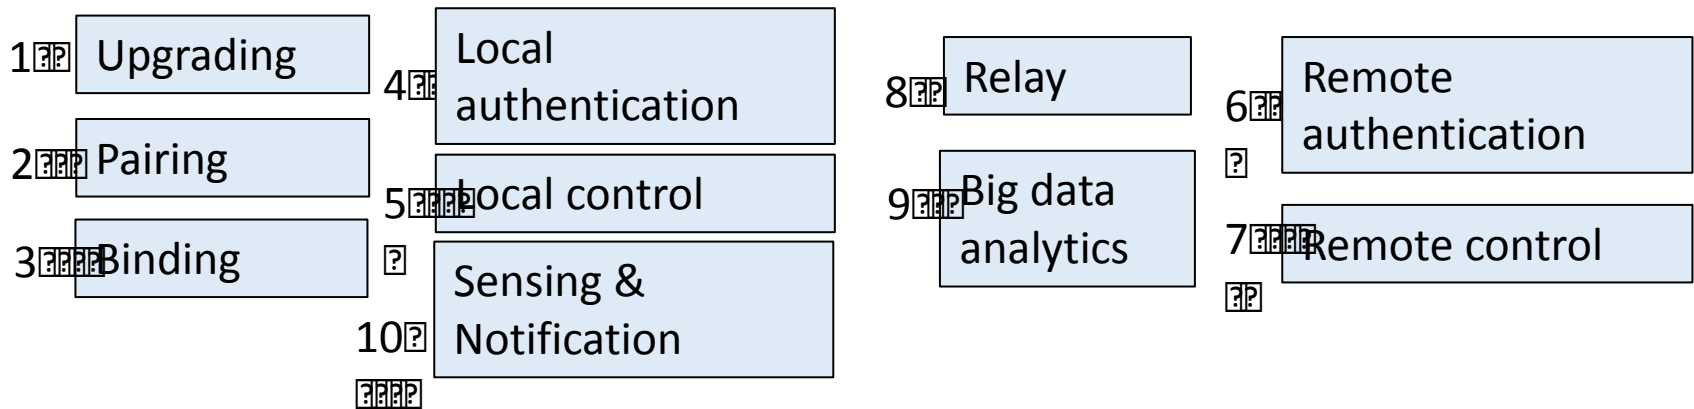 1⍰⍰ Upgrading
2⍰⍰⍰ Pairing
3⍰⍰⍰⍰ Binding
4⍰⍰ Local
authentication
5⍰⍰⍰⍰ Local control
⍰
10⍰ Sensing &
Notification
⍰⍰⍰⍰
8⍰⍰ Relay
9⍰⍰⍰ Big data
analytics
6⍰⍰ Remote
authentication
⍰
7⍰⍰⍰⍰ Remote control
⍰⍰